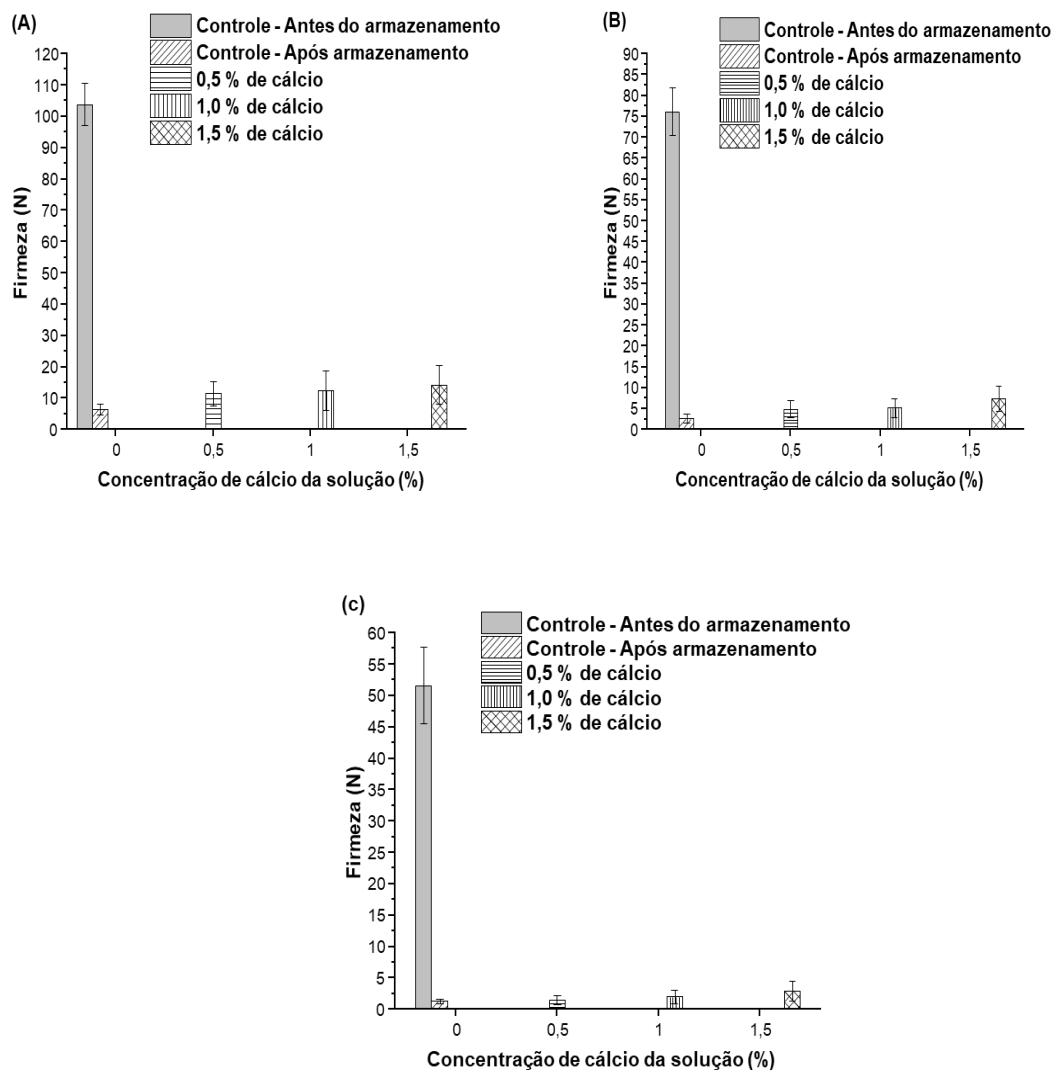 (A)
Controle - Antes do armazenamento
Controle - Após armazenamento
0,5 % de cálcio
1,0 % de cálcio
1,5 % de cálcio
120
110
100
90
80
70
60
50
40
30
20
10
0
Firmeza (N)
0 0,5 1 1,5
Concentração de cálcio da solução (%)
(B)
Controle - Antes do armazenamento
Controle - Após armazenamento
0,5 % de cálcio
1,0 % de cálcio
1,5 % de cálcio
90
85
80
75
70
65
60
55
50
45
40
35
30
25
20
15
10
5
0
Firmeza (N)
0 0,5 1 1,5
Concentração de cálcio da solução (%)
(c)
Controle - Antes do armazenamento
Controle - Após armazenamento
0,5 % de cálcio
1,0 % de cálcio
1,5 % de cálcio
60
55
50
45
40
35
30
25
20
15
10
5
0
Firmeza (N)
0 0,5 1 1,5
Concentração de cálcio da solução (%)